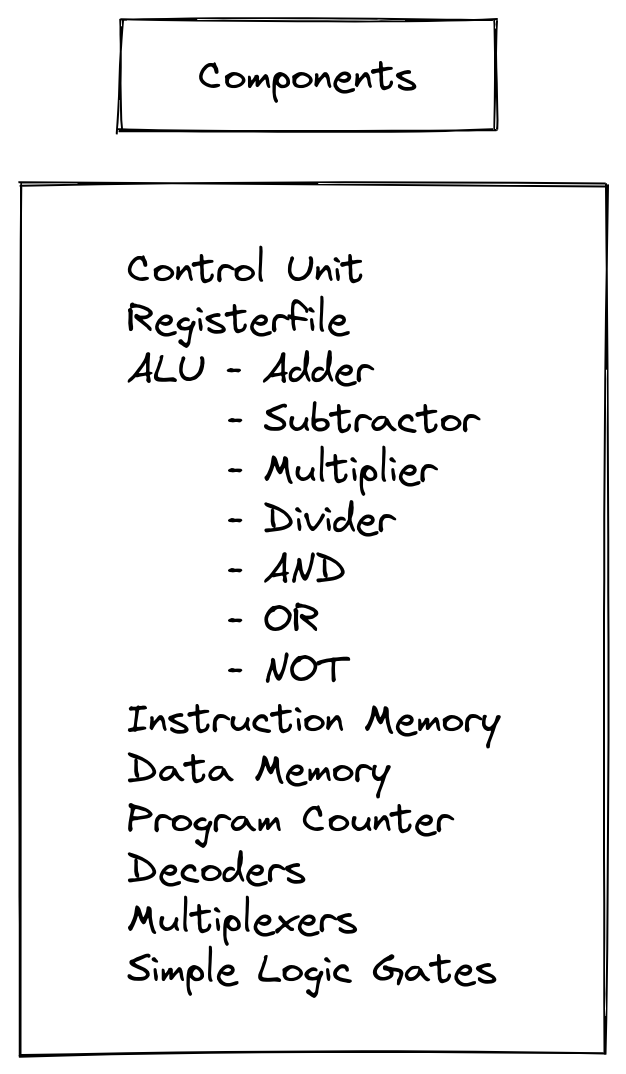 Components
Control Unit
Registerfile
ALU - Adder
- Subtractor
- Multiplier
- Divider
- AND
- OR
- NOT
Instruction Memory
Data Memory
Program Counter
Decoders
Multiplexers
Simple Logic Gates